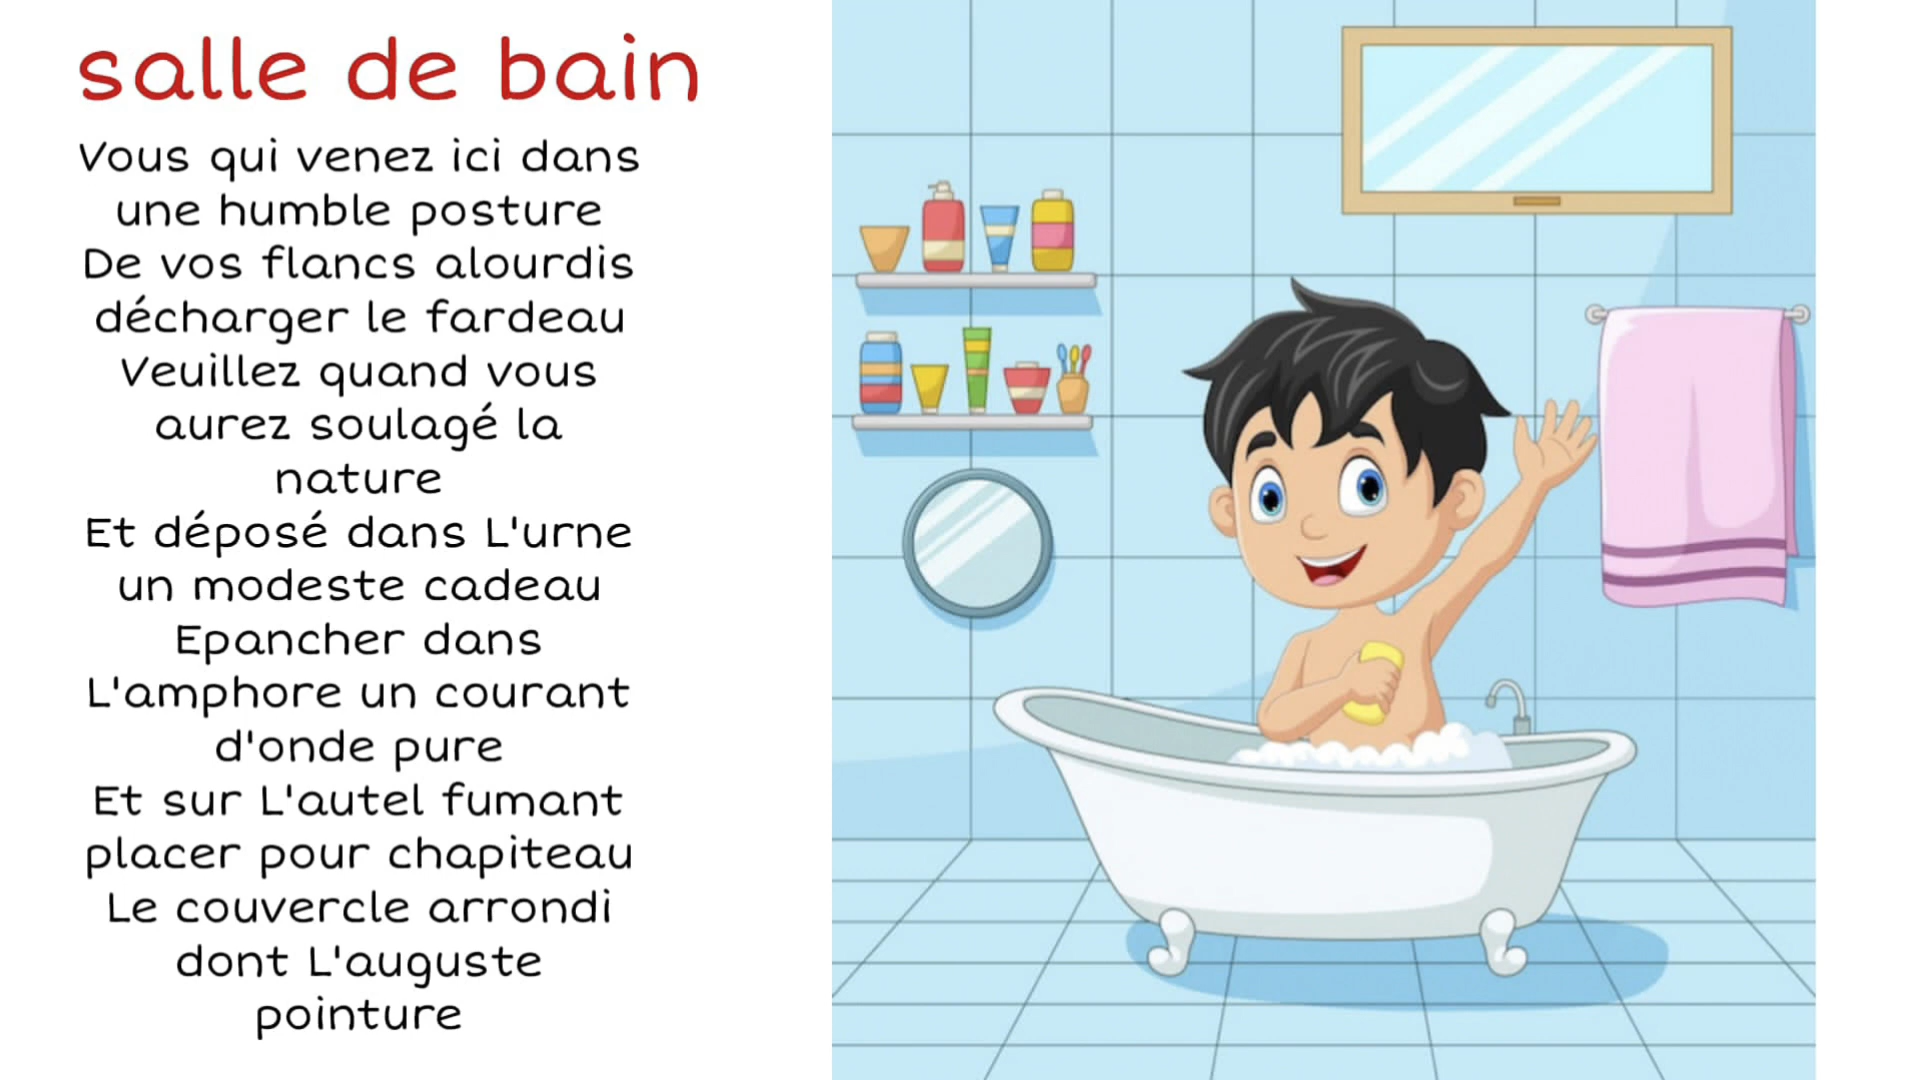 salle de bain
Vous qui venez ici dans
une humble posture
De vos flancs alourdis
décharger le fardeau
Veuillez quand vous
aurez soulagé la
nature
Et déposé dans L'urne
un modeste cadeau
Epancher dans
L'amphore un courant
d'onde pure
Et sur L'autel fumant
placer pour chapiteau
Le couvercle arrondi
dont L'auguste
pointure